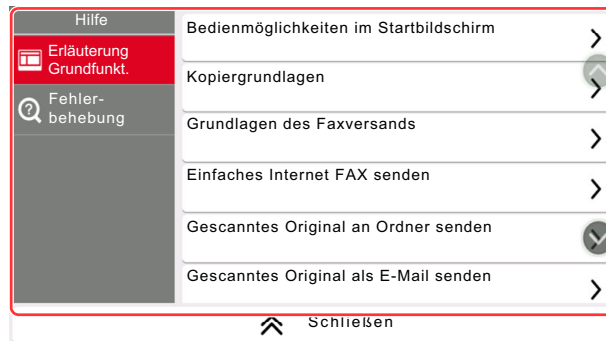 Hilfe
Erläuterung
Grundfunkt.
Fehler-
behebung
Bedienmöglichkeiten im Startbildschirm
Kopiergrundlagen
Grundlagen des Faxversands
Einfaches Internet FAX senden
Gescanntes Original an Ordner senden
Gescanntes Original als E-Mail senden
Schließen